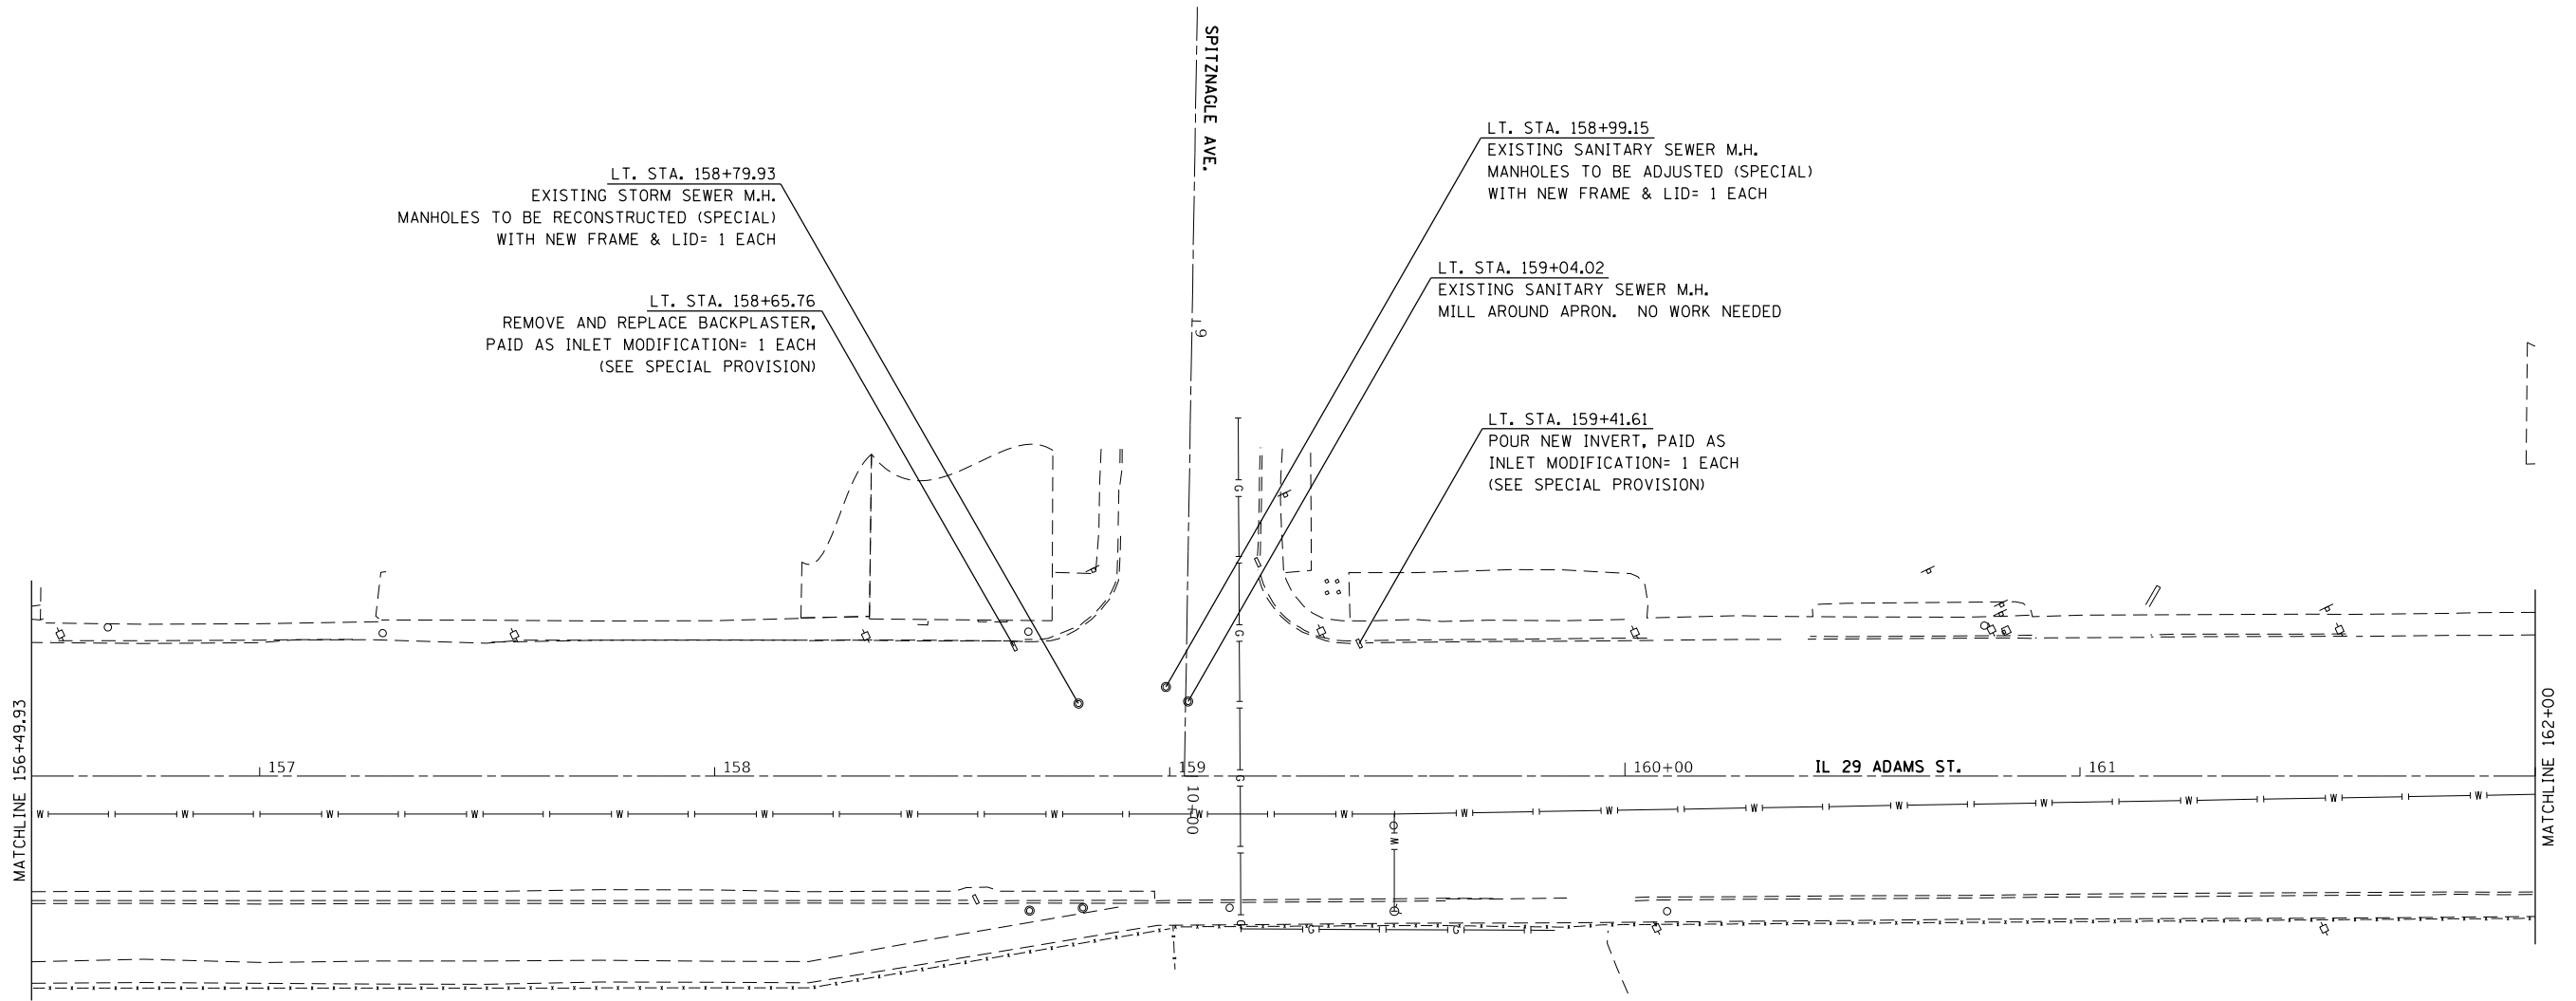 SPITZNAGLE AVE.
LT. STA. 158+79.93
EXISTING STORM SEWER M.H.
MANHOLES TO BE RECONSTRUCTED (SPECIAL)
WITH NEW FRAME & LID= 1 EACH
LT. STA. 158+65.76
REMOVE AND REPLACE BACKPLASTER,
PAID AS INLET MODIFICATION= 1 EACH
(SEE SPECIAL PROVISION)
LT. STA. 158+99.15
EXISTING SANITARY SEWER M.H.
MANHOLES TO BE ADJUSTED (SPECIAL)
WITH NEW FRAME & LID= 1 EACH
LT. STA. 159+04.02
EXISTING SANITARY SEWER M.H.
MILL AROUND APRON.  NO WORK NEEDED
LT. STA. 159+41.61
POUR NEW INVERT, PAID AS
INLET MODIFICATION= 1 EACH
(SEE SPECIAL PROVISION)
G
G
G
G
G
G
MATCHLINE 156+49.93
157
158
159
160+00
IL 29 ADAMS ST.
161
MATCHLINE 162+00
10+00
W W W W W W W W W W W W W W W W W W
W